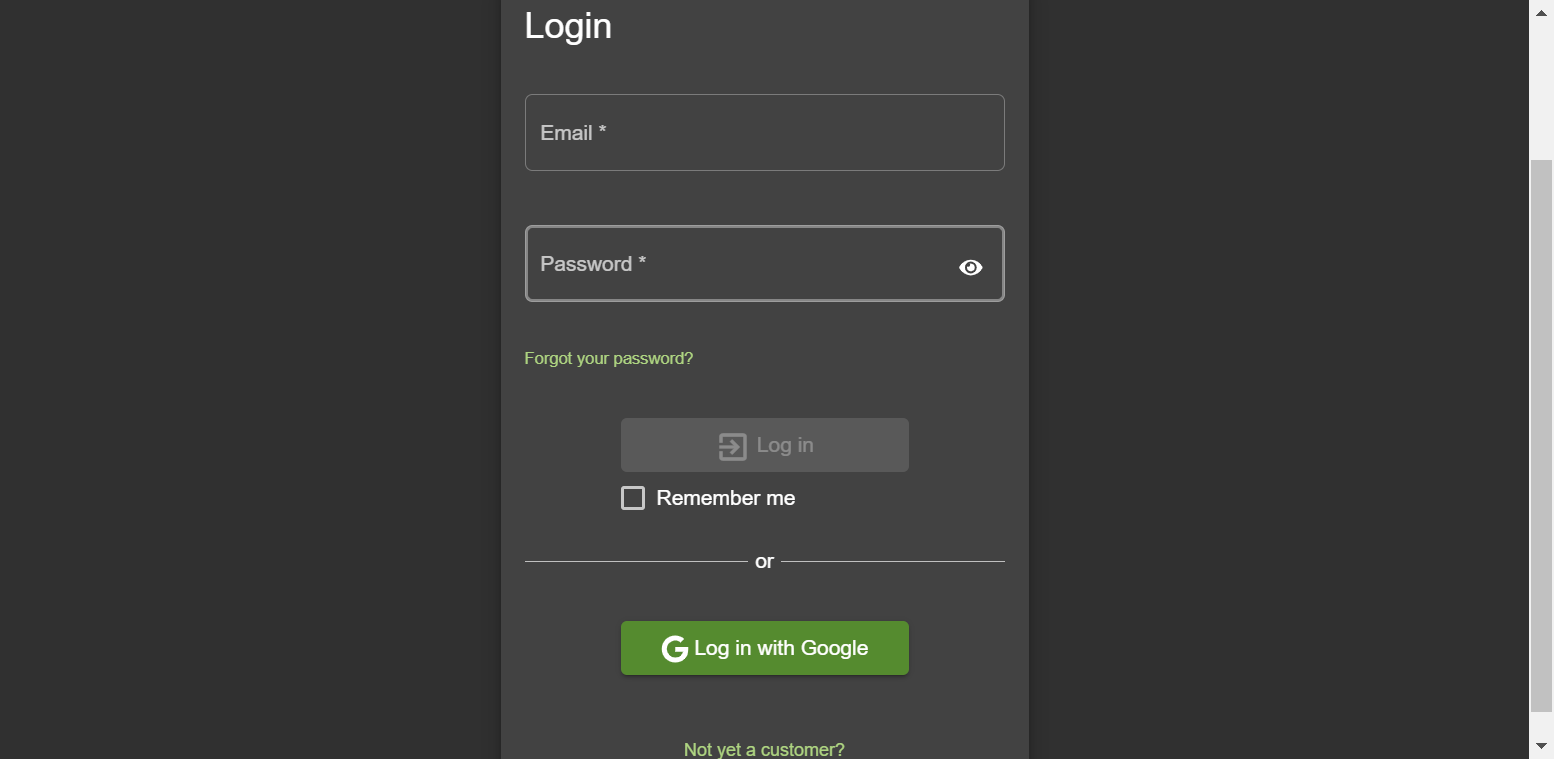 Login
Email *
Password *
Forgot your password?
Log in
Remember me
or
Log in with Google
Not yet a customer?